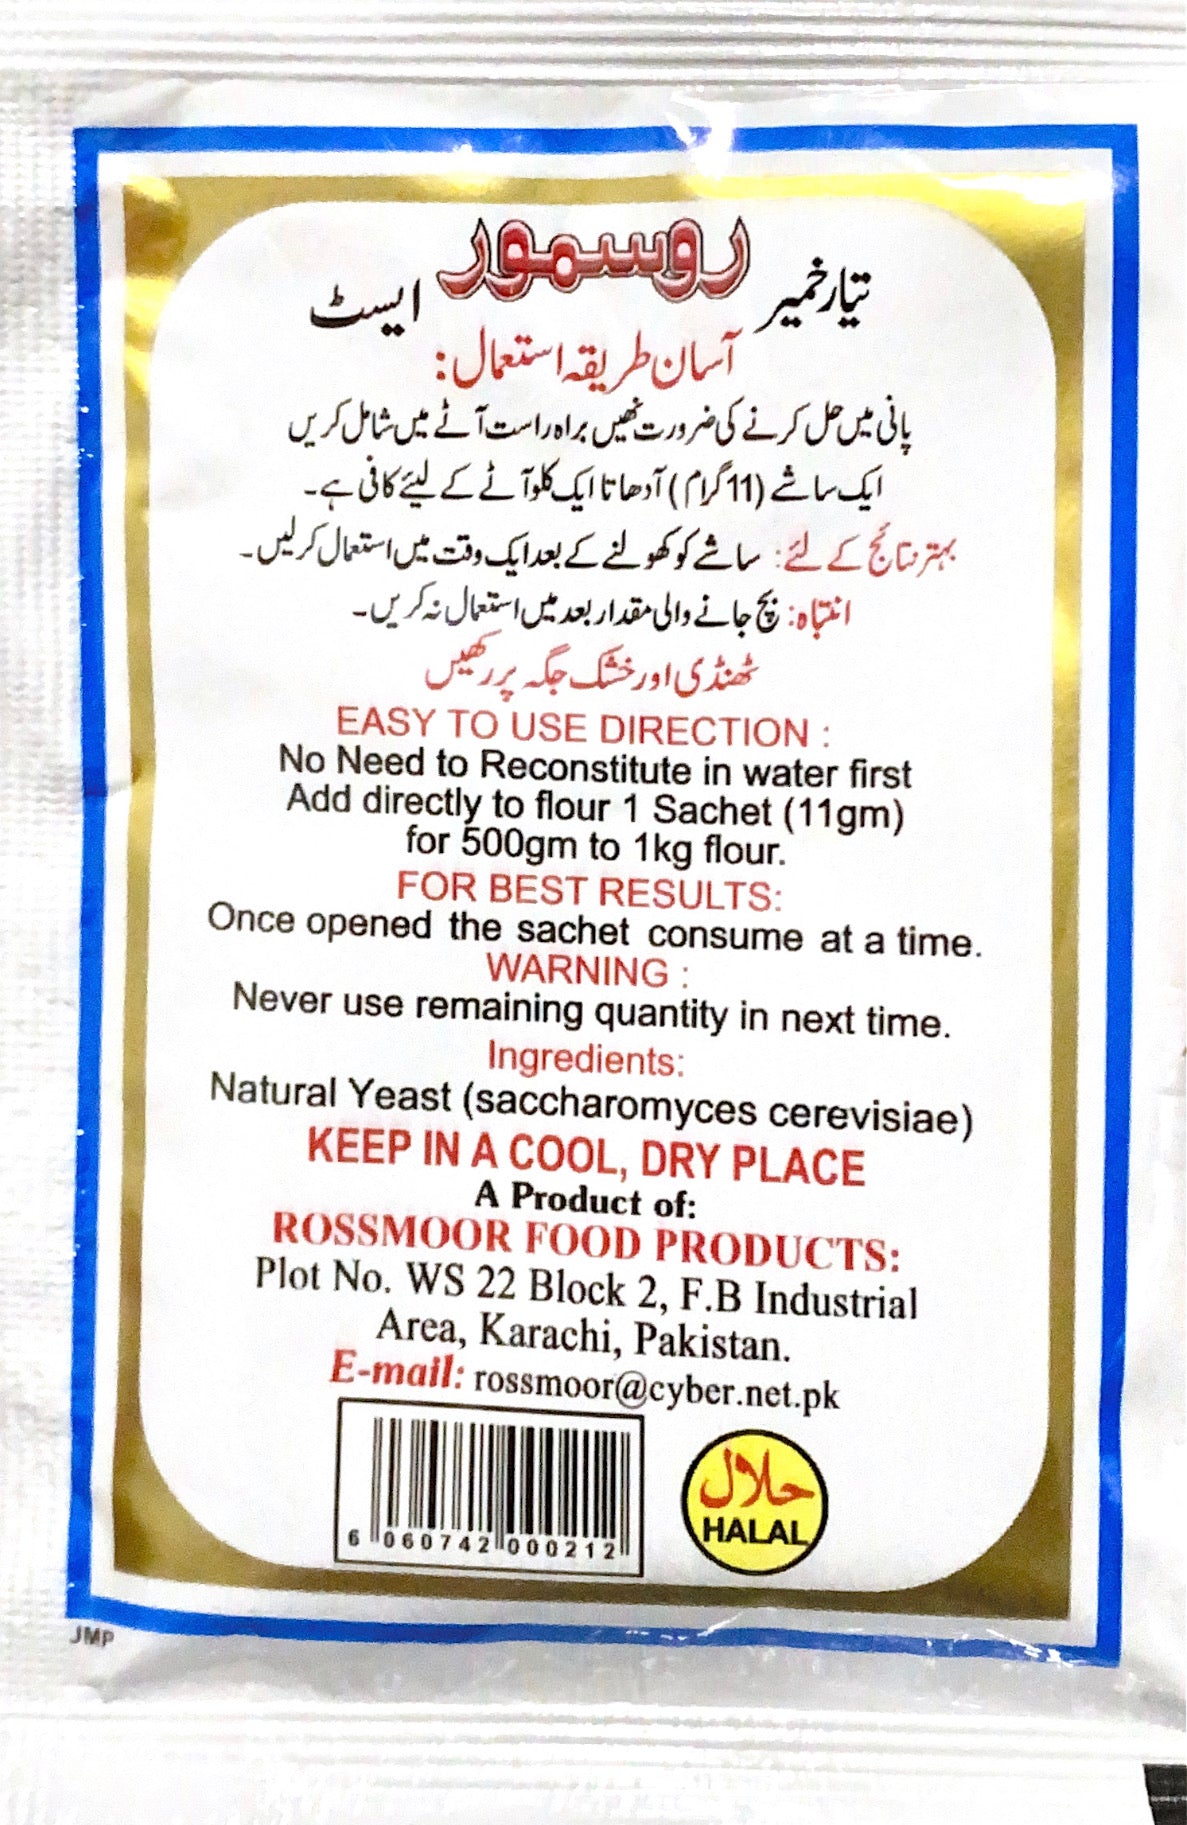 تیار خمیر روسمور ایسٹ
آسان طریقہ استعمال:
پانی میں حل کرنے کی ضرورت نہیں براہ راست آٹے میں شامل کریں
ایک ساشے (11گرام) آدھا تا ایک کلو آٹے کے لیئے کافی ہے۔
بہتر نتائج کے لئے: ساشے کو کھولنے کے بعد ایک وقت میں استعمال کرلیں۔
انتباہ: بچ جانے والی مقدار بعد میں استعمال نہ کریں۔
ٹھنڈی اور خشک جگہ پر رکھیں
EASY TO USE DIRECTION :
No Need to Reconstitute in water first
Add directly to flour 1 Sachet (11gm)
for 500gm to 1kg flour.
FOR BEST RESULTS:
Once opened the sachet consume at a time.
WARNING :
Never use remaining quantity in next time.
Ingredients:
Natural Yeast (saccharomyces cerevisiae)
KEEP IN A COOL, DRY PLACE
A Product of:
ROSSMOOR FOOD PRODUCTS:
Plot No. WS 22 Block 2, F.B Industrial
Area, Karachi, Pakistan.
E-mail: rossmoor@cyber.net.pk
6 060742 000212
حلال
HALAL
JMP